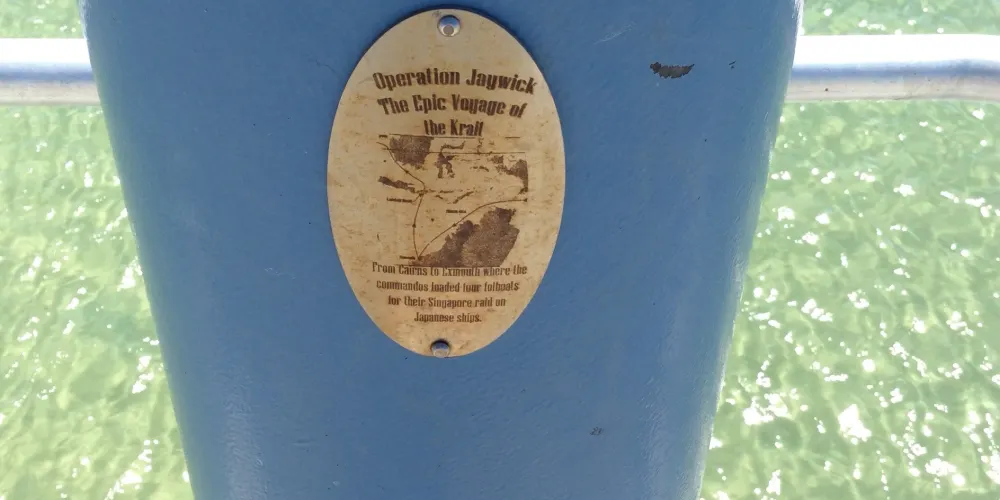 Operation Jaywick
The Epic Voyage of
the Krait
From Cairns to Exmouth where the
commandos loaded four folboats
for their Singapore raid on
Japanese ships.